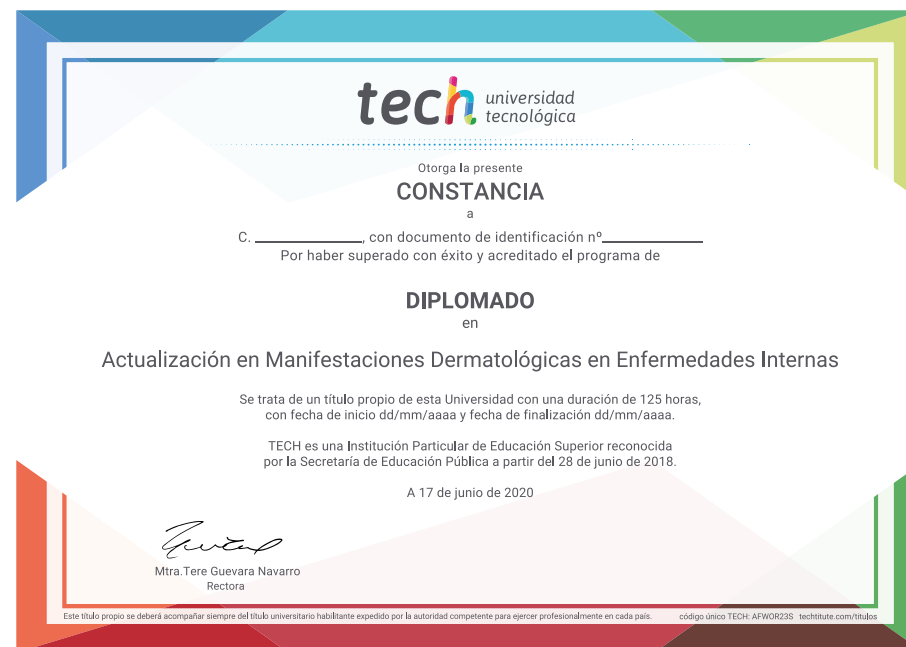 tech universidad
tecnológica
Otorga la presente
CONSTANCIA
a
C. ____________, con documento de identificación nº____________
Por haber superado con éxito y acreditado el programa de
DIPLOMADO
en
Actualización en Manifestaciones Dermatológicas en Enfermedades Internas
Se trata de un título propio de esta Universidad con una duración de 125 horas,
con fecha de inicio dd/mm/aaaa y fecha de finalización dd/mm/aaaa.
TECH es una Institución Particular de Educación Superior reconocida
por la Secretaría de Educación Pública a partir del 28 de junio de 2018.
A 17 de junio de 2020
Mtra.Tere Guevara Navarro
Rectora
Este título propio se deberá acompañar siempre del título universitario habilitante expedido por la autoridad competente para ejercer profesionalmente en cada país. código único TECH: AFWOR23S techtitute.com/titulos